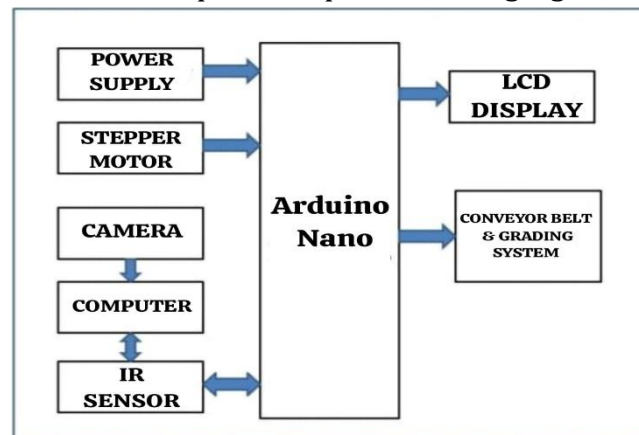 POWER
SUPPLY
STEPPER
MOTOR
CAMERA
COMPUTER
IR
SENSOR
Arduino
Nano
LCD
DISPLAY
CONVEYOR BELT
& GRADING
SYSTEM